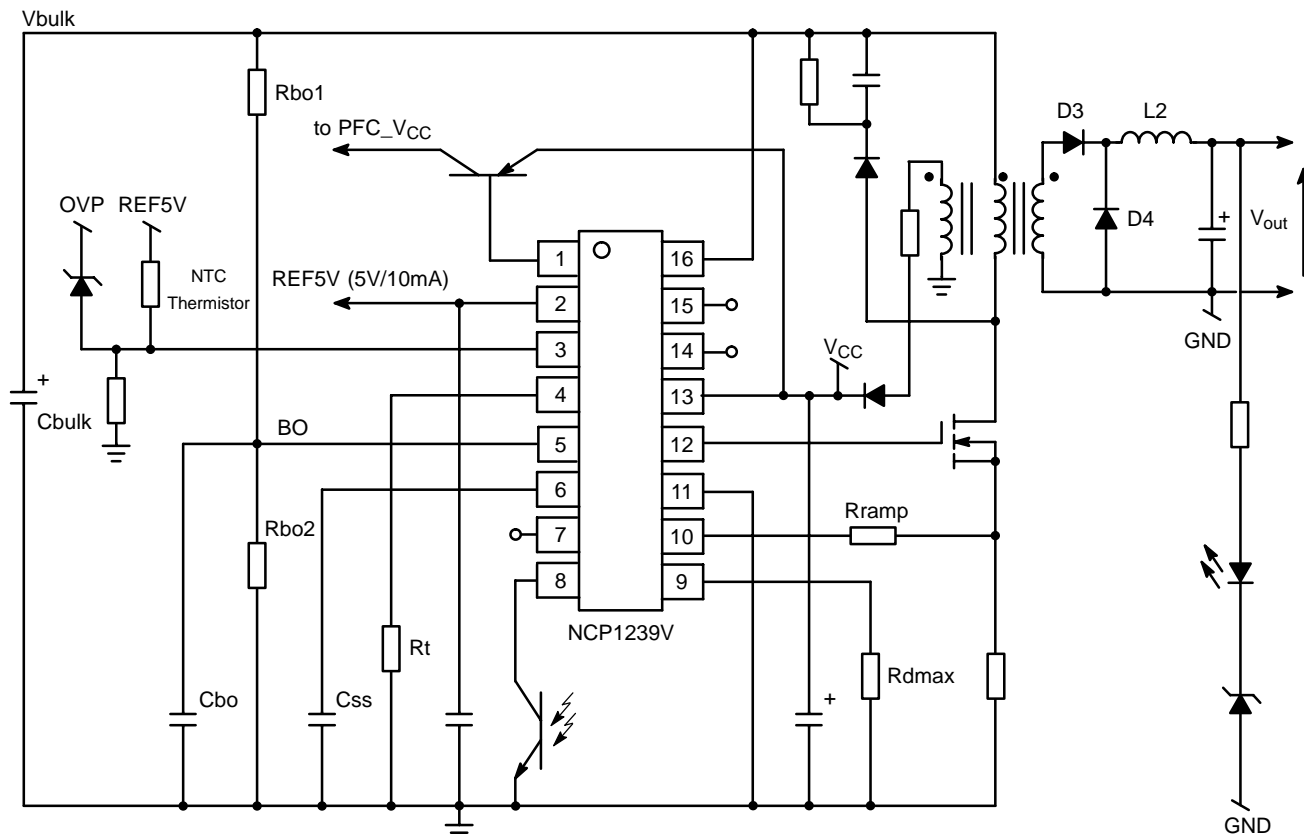 Vbulk
Rbo1
to PFC_VCC
D3
L2
OVP
REF5V
NTC
Thermistor
REF5V (5V/10mA)
D4
+
Vout
GND
1
2
3
4
5
6
7
8
16
15
14
13
12
11
10
9
VCC
+
Cbulk
BO
Rbo2
Rramp
NCP1239V
Rt
Rdmax
Cbo
Css
+
GND